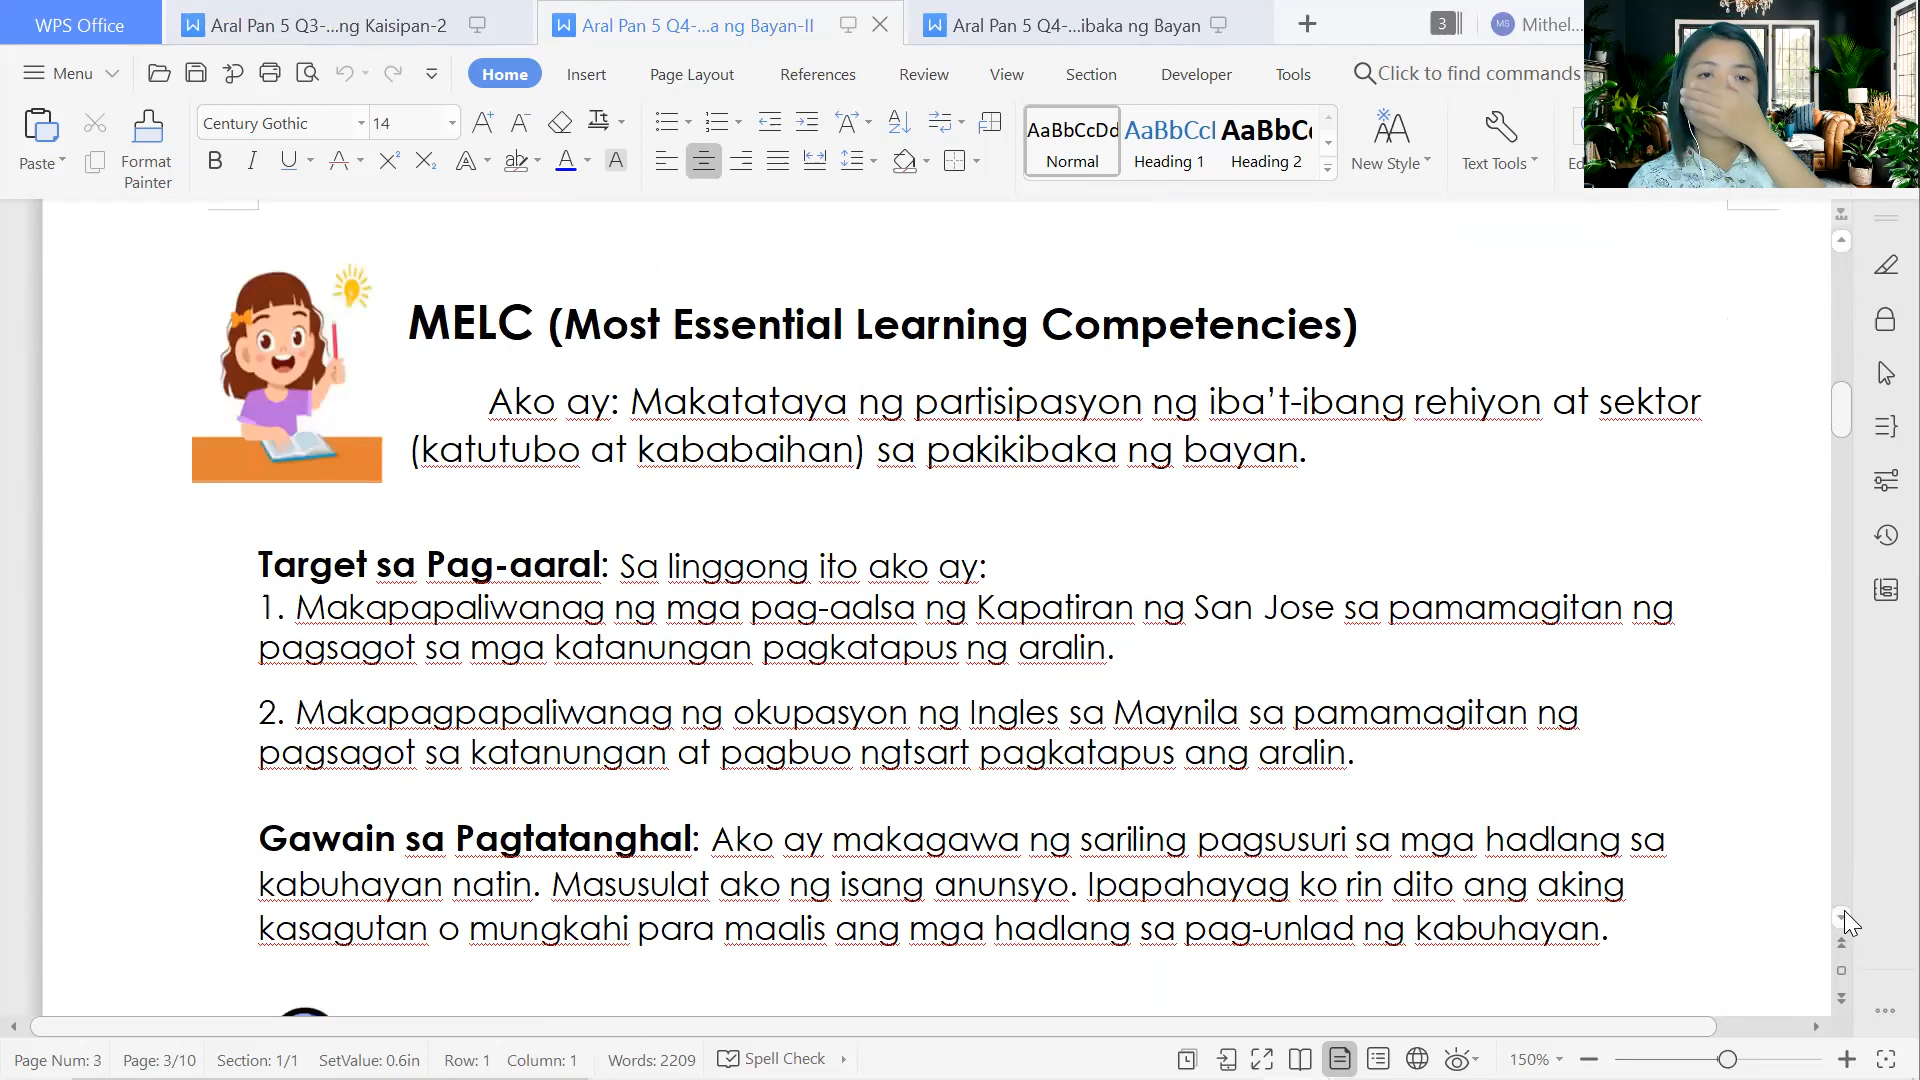 WPS Office
Aral Pan 5 Q3-...ng Kaisipan-2
Aral Pan 5 Q4-...a ng Bayan-II
Aral Pan 5 Q4-...ibaka ng Bayan
3
MS
Mithel...
Menu
Home
Insert
Page Layout
References
Review
View
Section
Developer
Tools
Click to find commands
Paste
Format
Painter
Century Gothic
14
AaBbCcDd
Normal
AaBbCcl
Heading 1
AaBbC
Heading 2
New Style
Text Tools
MELC (Most Essential Learning Competencies)
Ako ay: Makatataya ng partisipasyon ng iba't-ibang rehiyon at sektor
(katutubo at kababaihan) sa pakikibaka ng bayan.
Target sa Pag-aaral: Sa linggong ito ako ay:
1. Makapapaliwanag ng mga pag-aalsa ng Kapatiran ng San Jose sa pamamagitan ng
pagsagot sa mga katanungan pagkatapus ng aralin.
2. Makapagpapaliwanag ng okupasyon ng Ingles sa Maynila sa pamamagitan ng
pagsagot sa katanungan at pagbuo ngtsart pagkatapus ang aralin.
Gawain sa Pagtatanghal: Ako ay makagawa ng sariling pagsusuri sa mga hadlang sa
kabuhayan natin. Masusulat ako ng isang anunsyo. Ipapahayag ko rin dito ang aking
kasagutan o mungkahi para maalis ang mga hadlang sa pag-unlad ng kabuhayan.
Page Num: 3
Page: 3/10
Section: 1/1
SetValue: 0.6in
Row: 1
Column: 1
Words: 2209
Spell Check
150%